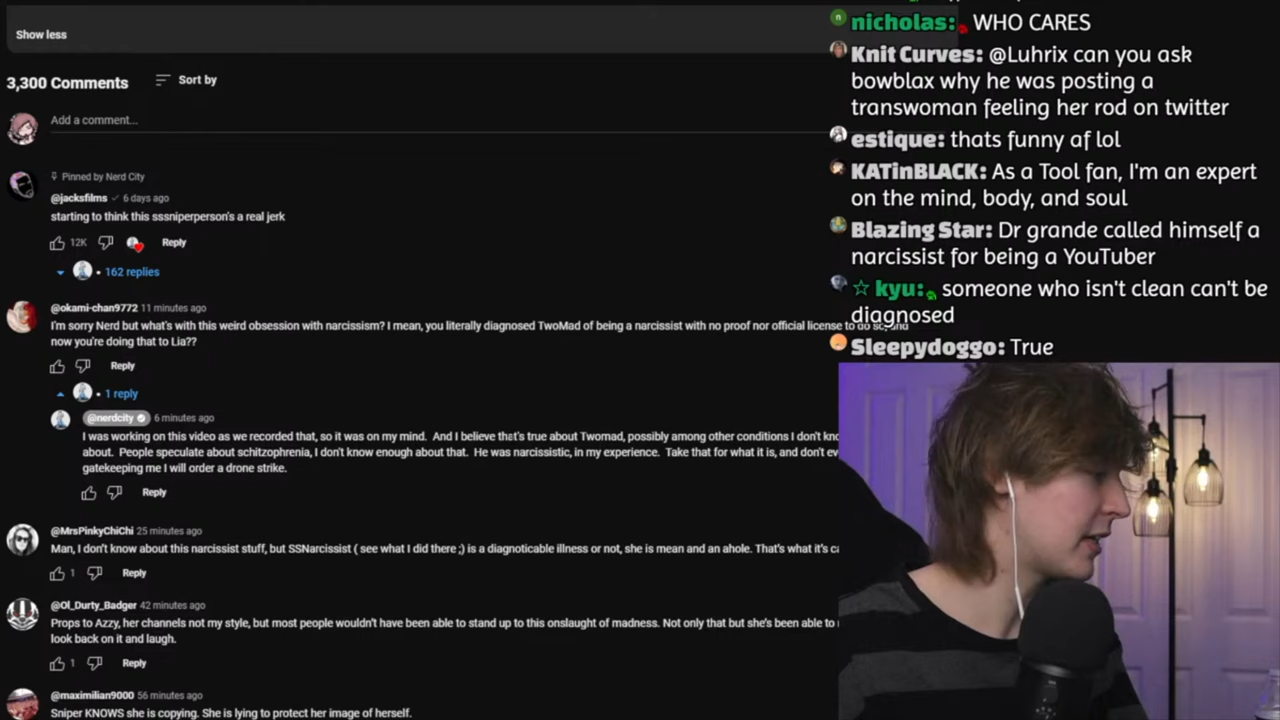 Show less
3,300 Comments
Sort by
Add a comment...
Pinned by Nerd City
@jacksfilms 6 days ago
starting to think this sssniperperson's a real jerk
12K Reply
162 replies
@okami-chan9772 11 minutes ago
I'm sorry Nerd but what's with this weird obsession with narcissism? I mean, you literally diagnosed TwoMad of being a narcissist with no proof nor official license to do so, and
now you're doing that to Lia??
Reply
1 reply
@nerdcity 6 minutes ago
I was working on this video as we recorded that, so it was on my mind. And I believe that's true about Twomad, possibly among other conditions I don't kno
about. People speculate about schitzophrenia, I don't know enough about that. He was narcissistic, in my experience. Take that for what it is, and don't ev
gatekeeping me I will order a drone strike.
Reply
@MrsPinkyChiChi 25 minutes ago
Man, I don't know about this narcissist stuff, but SSNarcissist ( see what I did there ;) is a diagnoticable illness or not, she is mean and an ahole. That's what it's ca
1 Reply
@Ol_Durty_Badger 42 minutes ago
Props to Azzy, her channels not my style, but most people wouldn't have been able to stand up to this onslaught of madness. Not only that but she's been able to
look back on it and laugh.
1 Reply
@maximilian9000 56 minutes ago
Sniper KNOWS she is copying. She is lying to protect her image of herself.
nicholas: WHO CARES
Knit Curves: @Luhrix can you ask
bowblax why he was posting a
transwoman feeling her rod on twitter
estique: thats funny af lol
KATinBLACK: As a Tool fan, I'm an expert
on the mind, body, and soul
Blazing Star: Dr grande called himself a
narcissist for being a YouTuber
kyu: someone who isn't clean can't be
diagnosed
Sleepydoggo: True